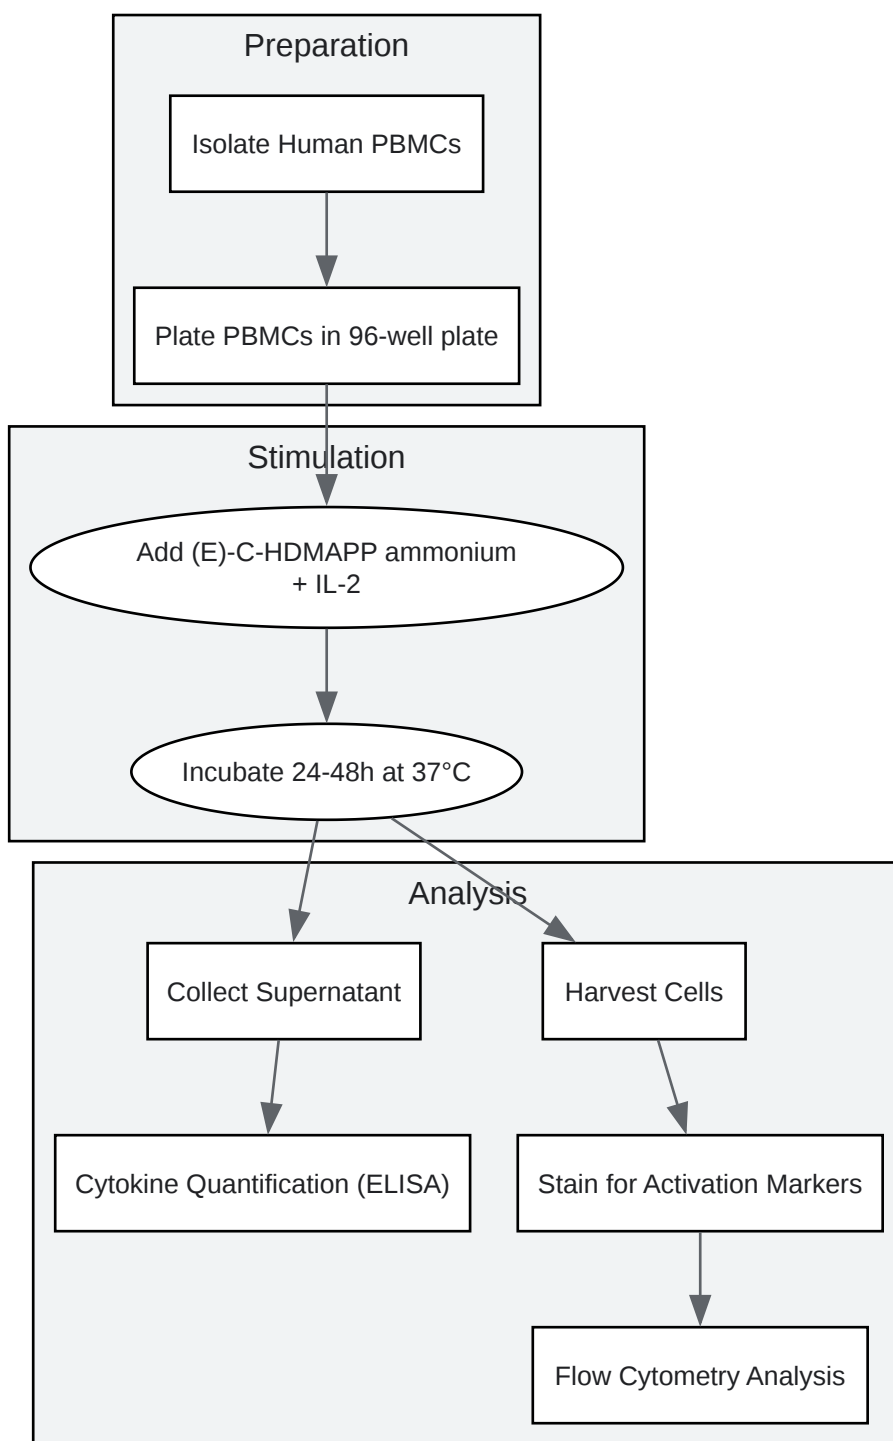 Preparation
Isolate Human PBMCs
Plate PBMCs in 96-well plate
Stimulation
Add (E)-C-HDMAPP ammonium
+ IL-2
Incubate 24-48h at 37°C
Analysis
Collect Supernatant
Harvest Cells
Cytokine Quantification (ELISA)
Stain for Activation Markers
Flow Cytometry Analysis